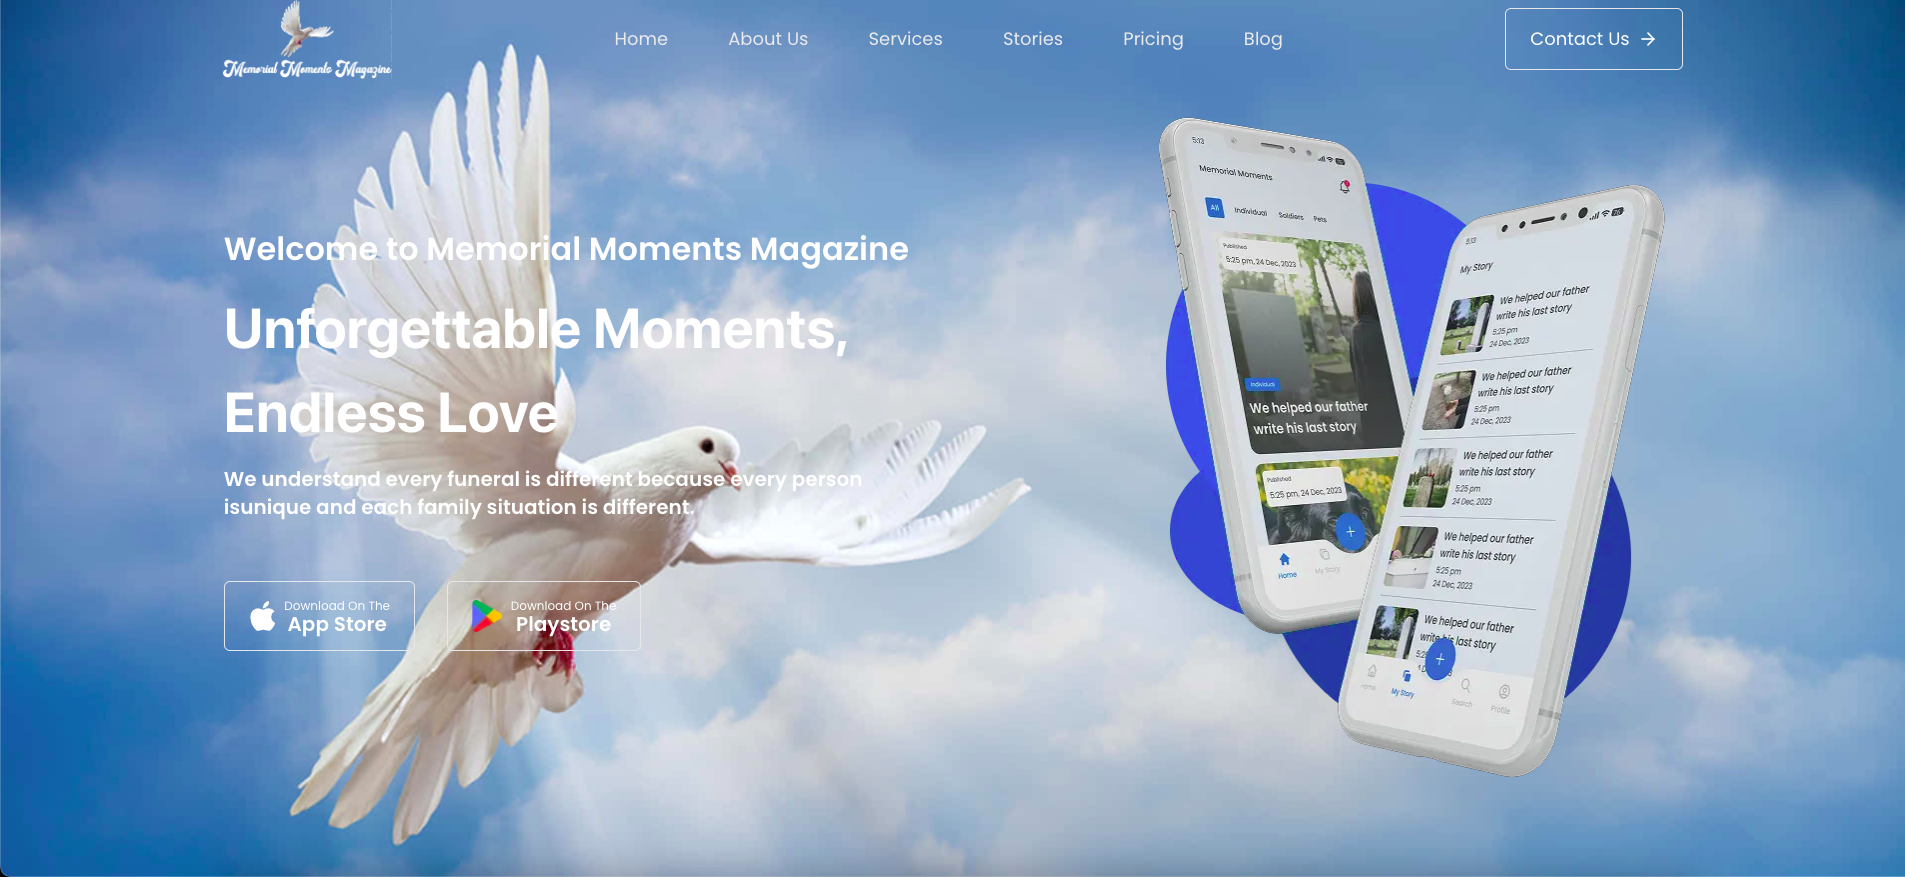 Memorial Moments Magazine
Home
About Us
Services
Stories
Pricing
Blog
Contact Us
Welcome to Memorial Moments Magazine
Unforgettable Moments,
Endless Love
We understand every funeral is different because every person
isunique and each family situation is different.
Download On The
App Store
Download On The
Playstore
5:13
Memorial Moments
All
Individual
Soldiers
Pets
Published
5:25 pm, 24 Dec, 2023
Individual
We helped our father
write his last story
Published
5:25 pm, 24 Dec, 2023
Home
My Story
5:13
My Story
We helped our father
write his last story
5:25 pm
24 Dec, 2023
We helped our father
write his last story
5:25 pm
24 Dec, 2023
We helped our father
write his last story
5:25 pm
24 Dec, 2023
We helped our father
write his last story
5:25 pm
24 Dec, 2023
We helped our father
write his last story
Home
My Story
Search
Profile